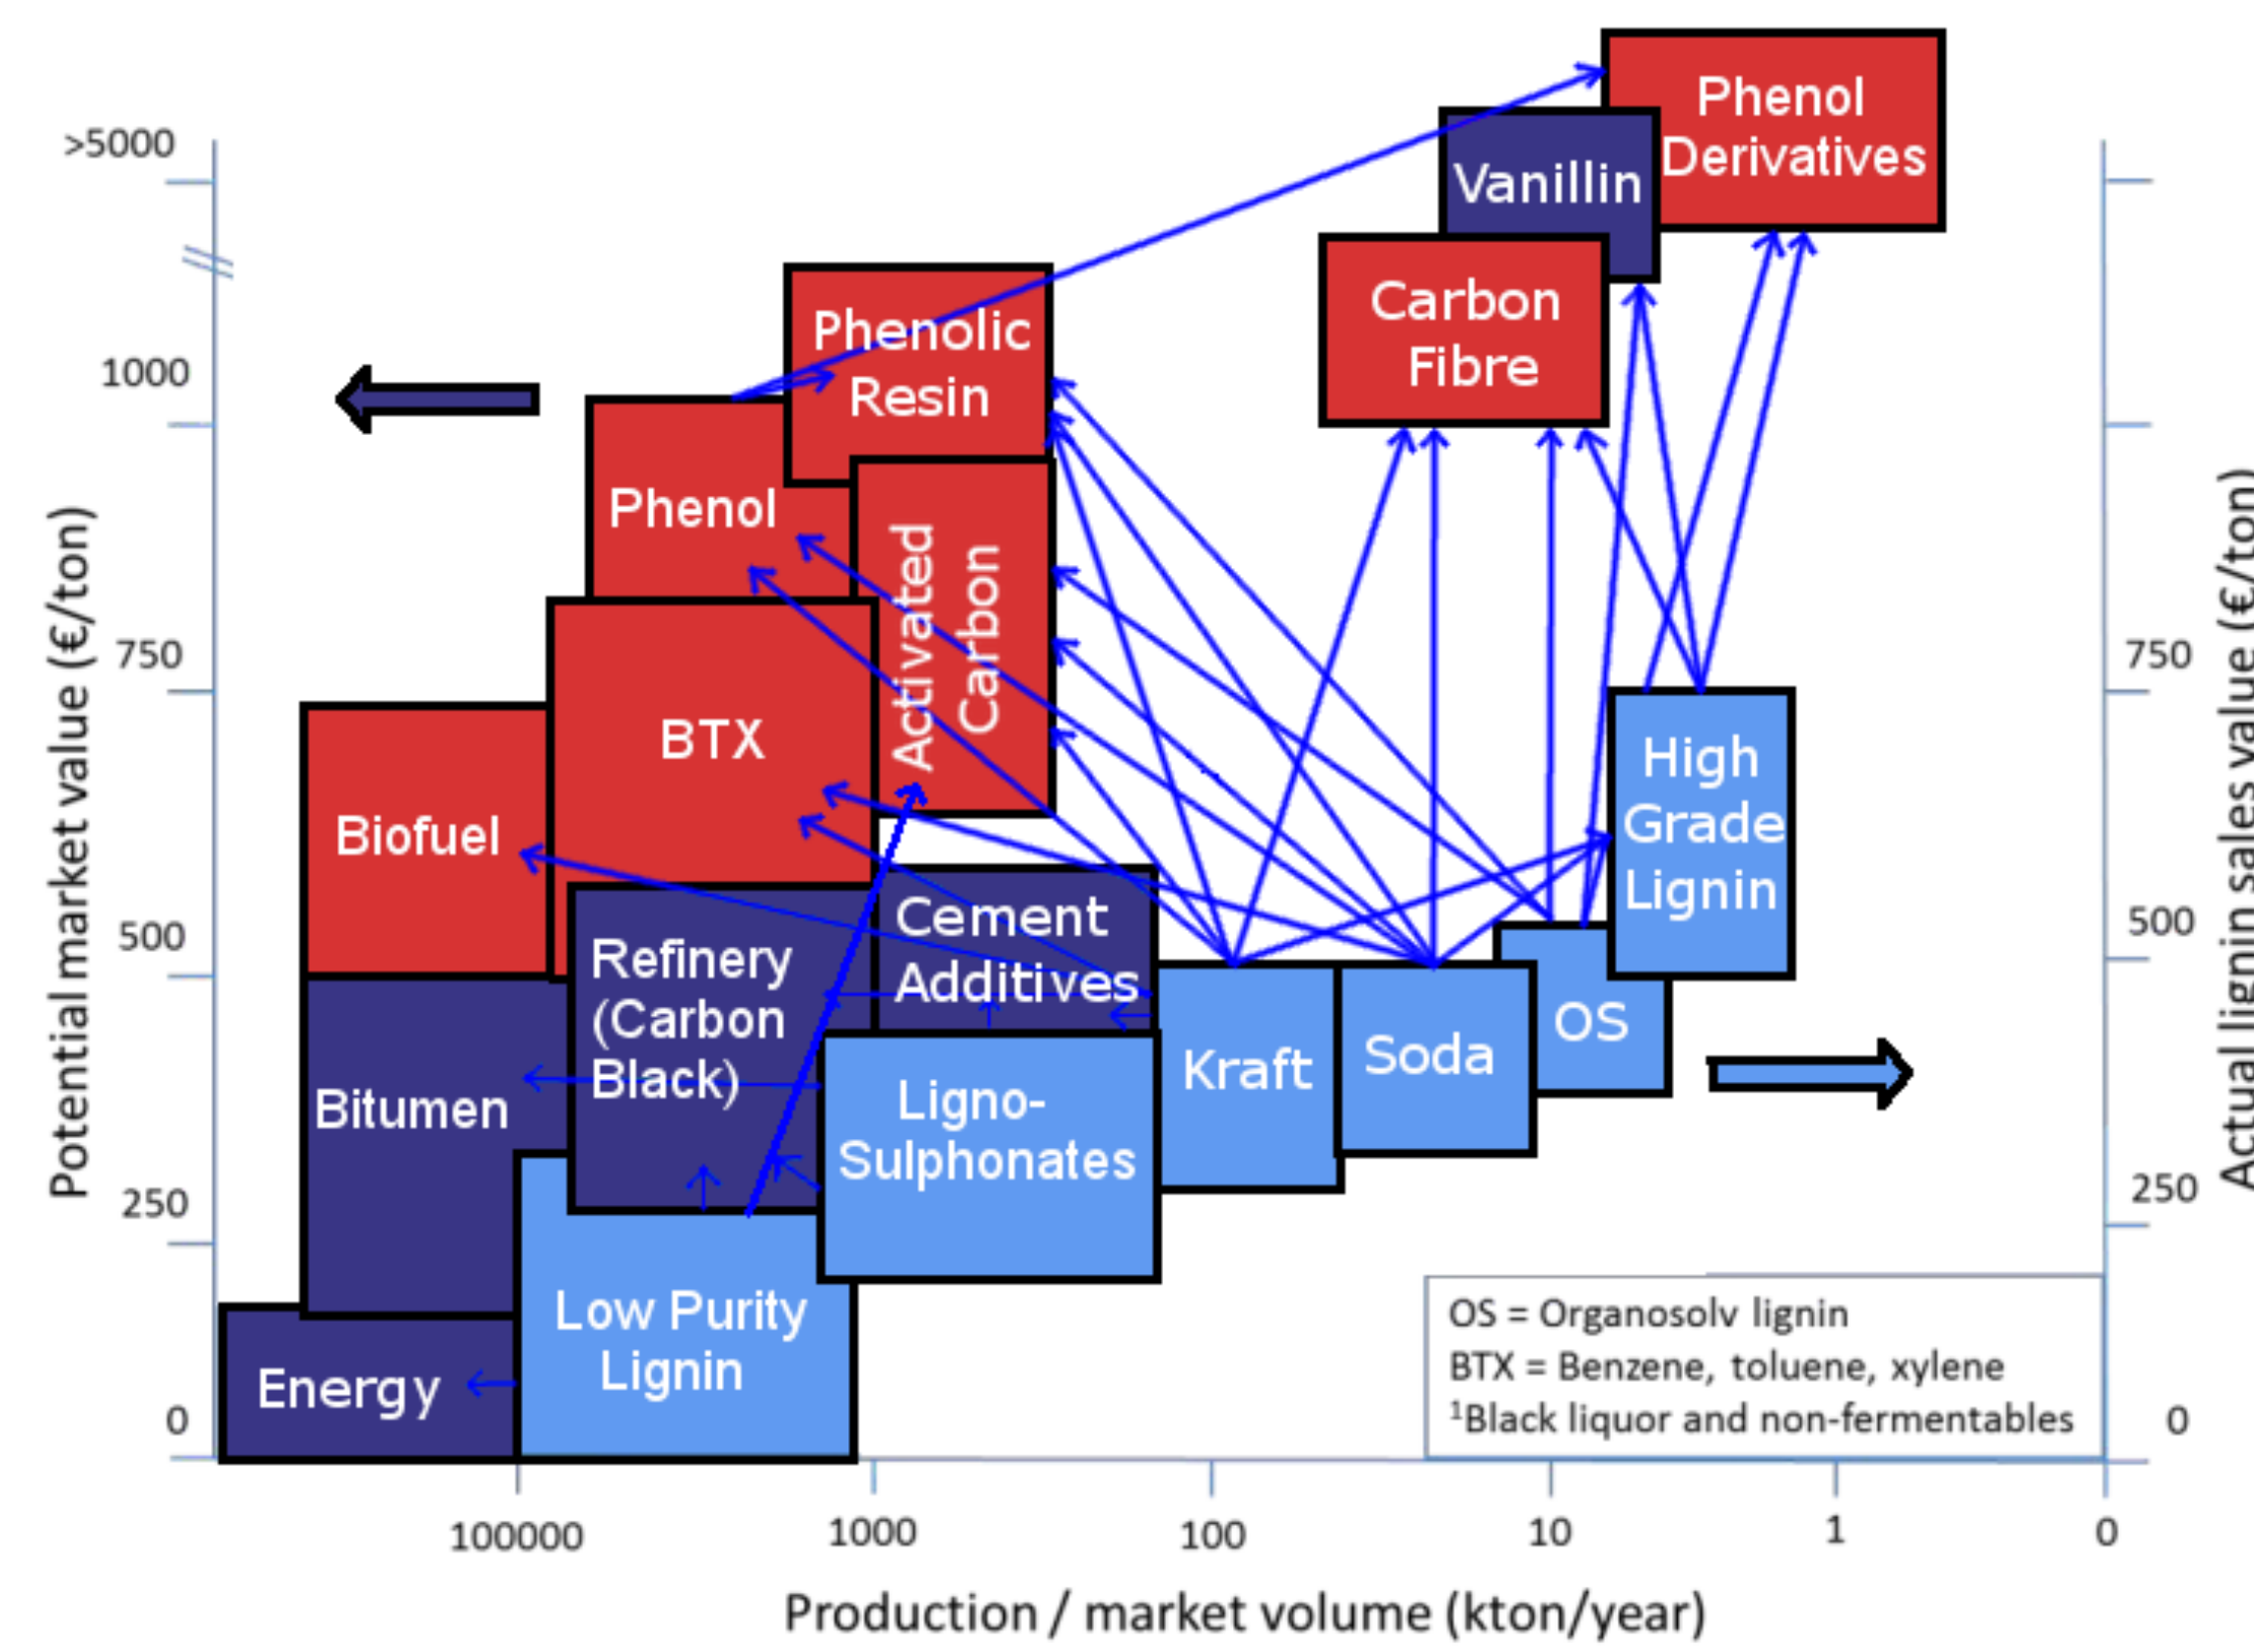 Potential market value (€/ton)
>5000
1000
750
500
250
0
Phenol
Derivatives
Vanillin
Carbon
Fibre
Phenolic
Resin
Phenol
Activated
Carbon
BTX
Biofuel
High
Grade
Lignin
Cement
Additives
Refinery
(Carbon
Black)
Bitumen
Ligno-
Sulphonates
Kraft
Soda
OS
Low Purity
Lignin
Energy
OS = Organosolv lignin
BTX = Benzene, toluene, xylene
¹Black liquor and non-fermentables
750
500
250
0
Actual lignin sales value (€/ton)
100000
1000
100
10
1
0
Production / market volume (kton/year)